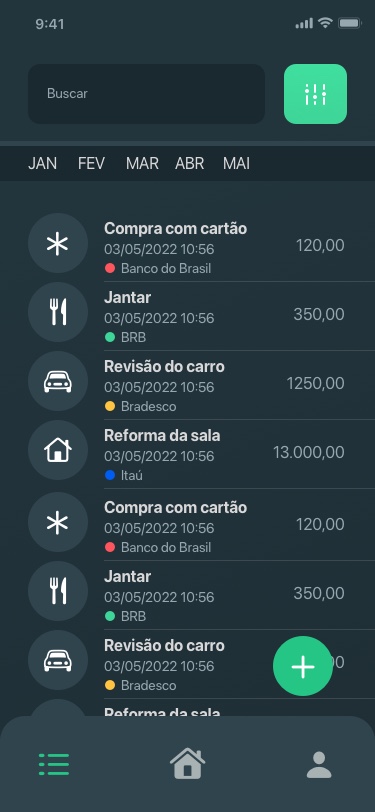 9:41
Buscar
JAN FEV MAR ABR MAI
Compra com cartão
03/05/2022 10:56
120,00
Banco do Brasil
Jantar
03/05/2022 10:56
350,00
BRB
Revisão do carro
03/05/2022 10:56
1250,00
Bradesco
Reforma da sala
03/05/2022 10:56
13.000,00
Itaú
Compra com cartão
03/05/2022 10:56
120,00
Banco do Brasil
Jantar
03/05/2022 10:56
350,00
BRB
Revisão do carro
03/05/2022 10:56
Bradesco
Reforma da sala